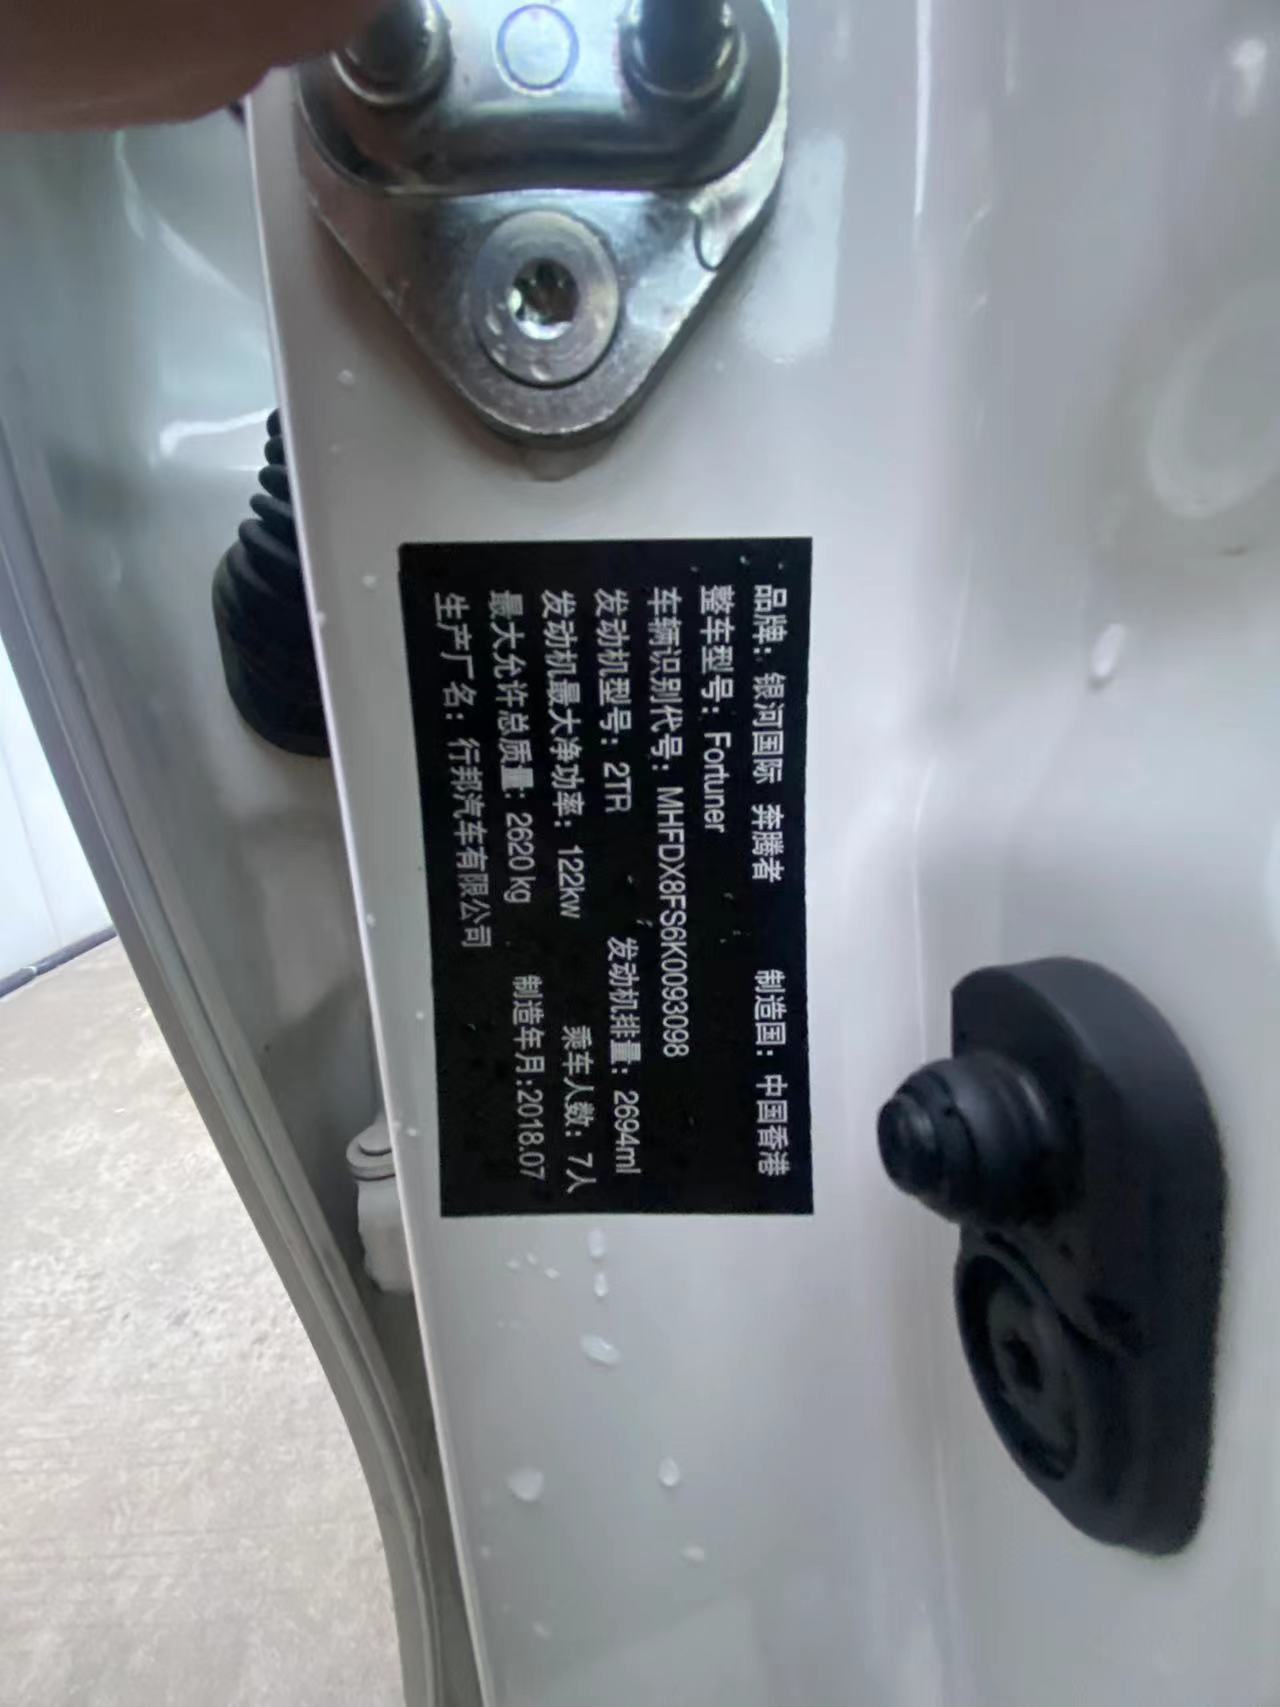 品牌：银河国际 奔腾者 制造国：中国香港
整车型号：Fortuner
车辆识别代号：MHFDX8FS6K0093098
发动机型号：2TR 发动机排量：2694ml
发动机最大净功率：122kw 乘车人数：7人
最大允许总质量：2620kg 制造年月:2018.07
生产厂名：行邦汽车有限公司